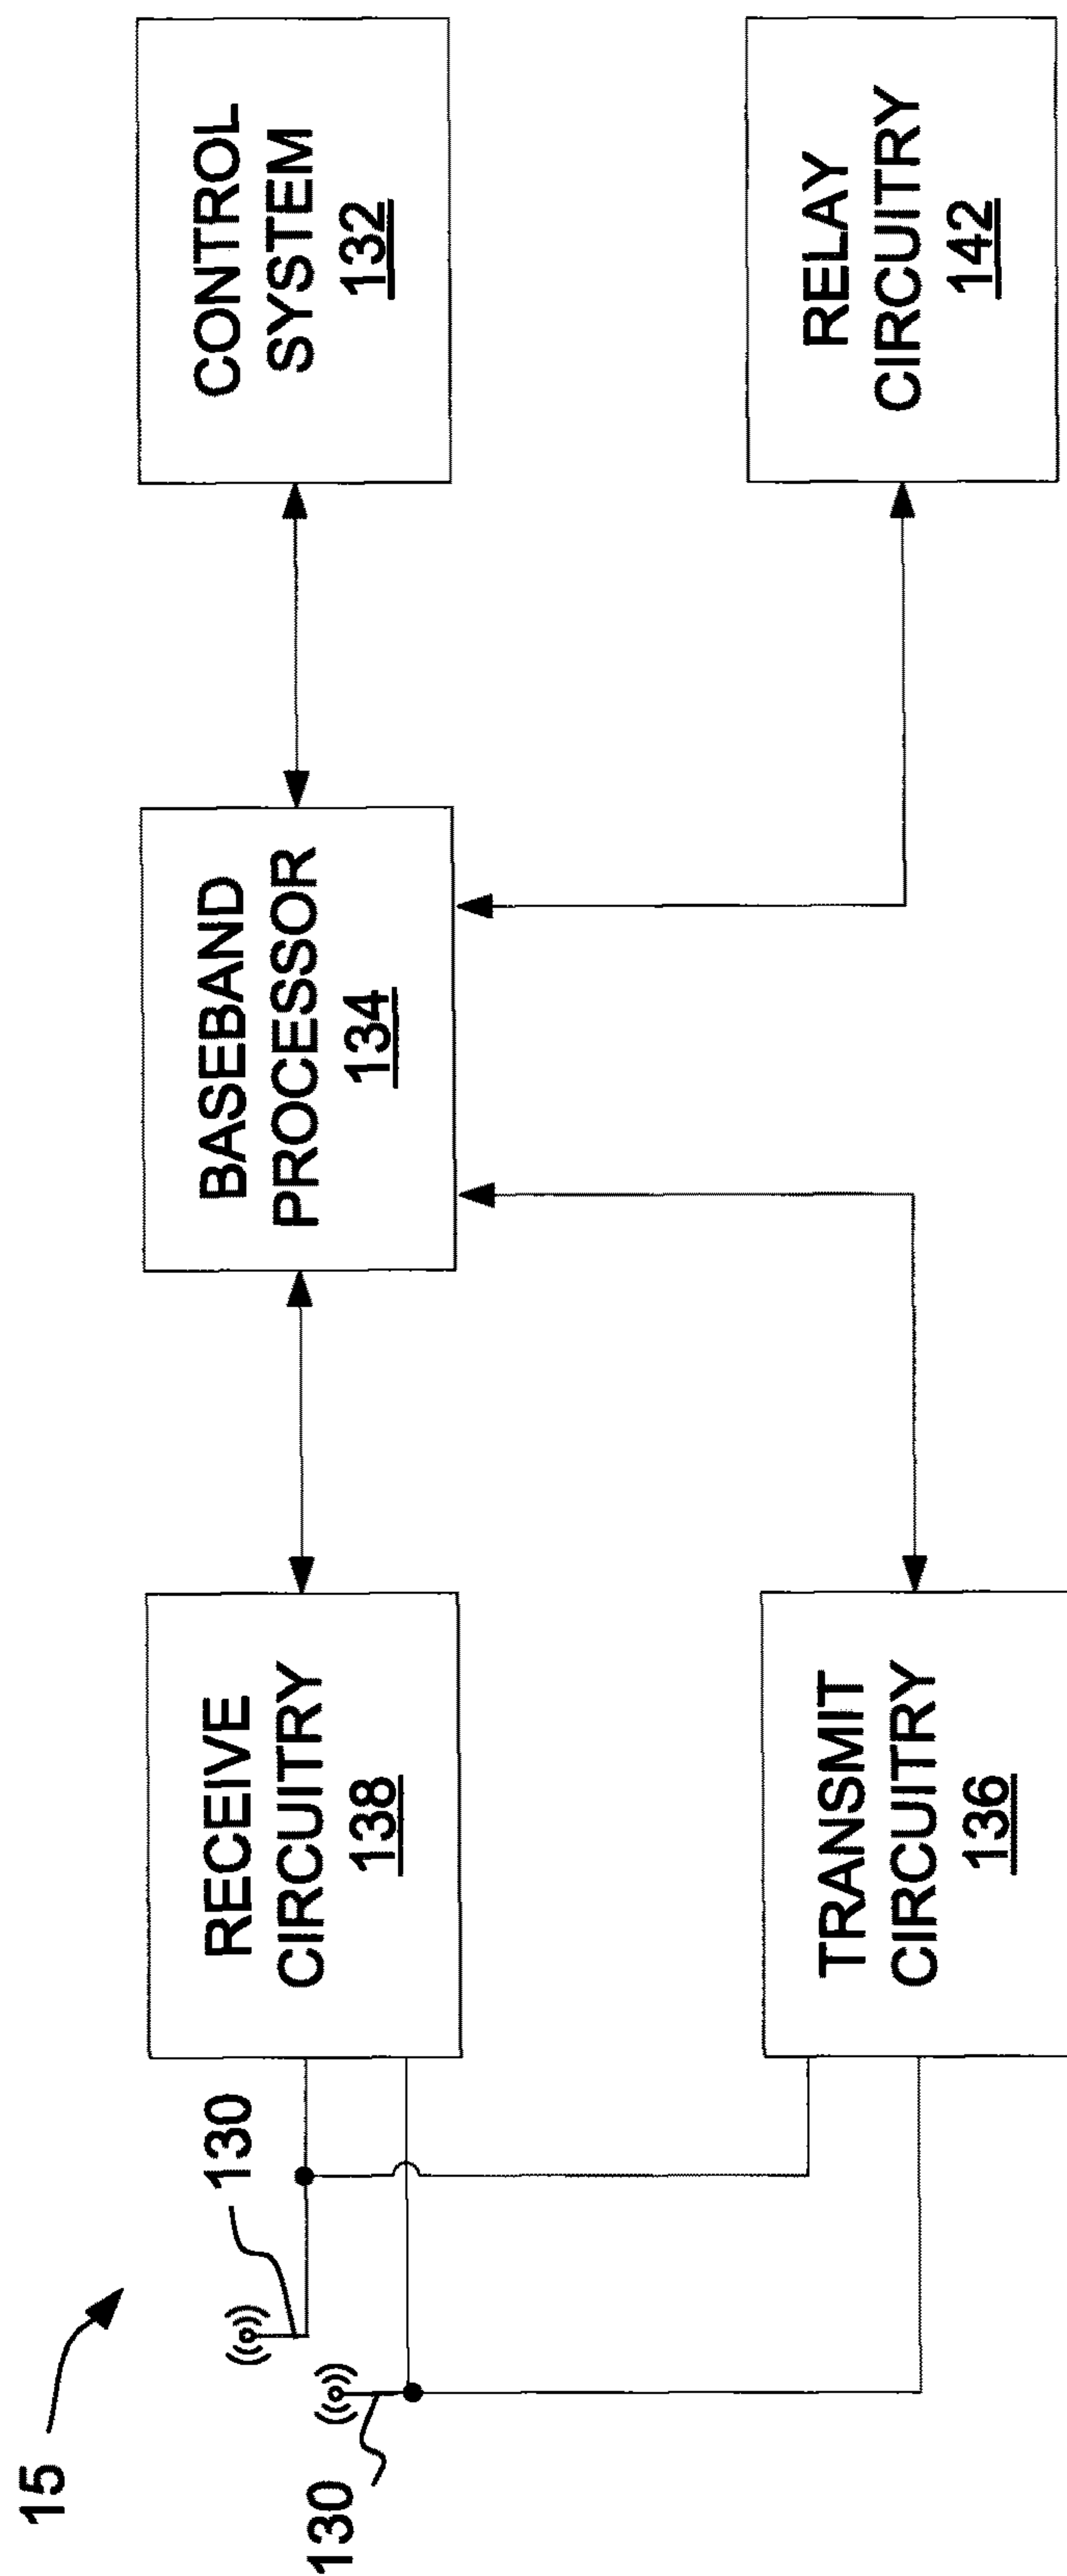 15
130
130
RECEIVE
CIRCUITRY
138
BASEBAND
PROCESSOR
134
CONTROL
SYSTEM
132
TRANSMIT
CIRCUITRY
136
RELAY
CIRCUITRY
142